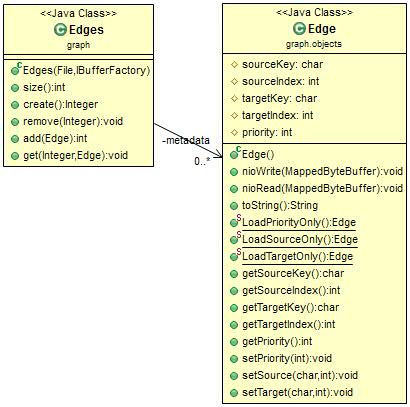 <<Java Class>>
Edges
graph
Edges(File,IBufferFactory)
size():int
create():Integer
remove(Integer):void
add(Edge):int
get(Integer,Edge):void
-metadata
0..*
<<Java Class>>
Edge
graph.objects
sourceKey: char
sourceIndex: int
targetKey: char
targetIndex: int
priority: int
Edge()
nioWrite(MappedByteBuffer):void
nioRead(MappedByteBuffer):void
toString():String
LoadPriorityOnly():Edge
LoadSourceOnly():Edge
LoadTargetOnly():Edge
getSourceKey():char
getSourceIndex():int
getTargetKey():char
getTargetIndex():int
getPriority():int
setPriority(int):void
setSource(char,int):void
setTarget(char,int):void